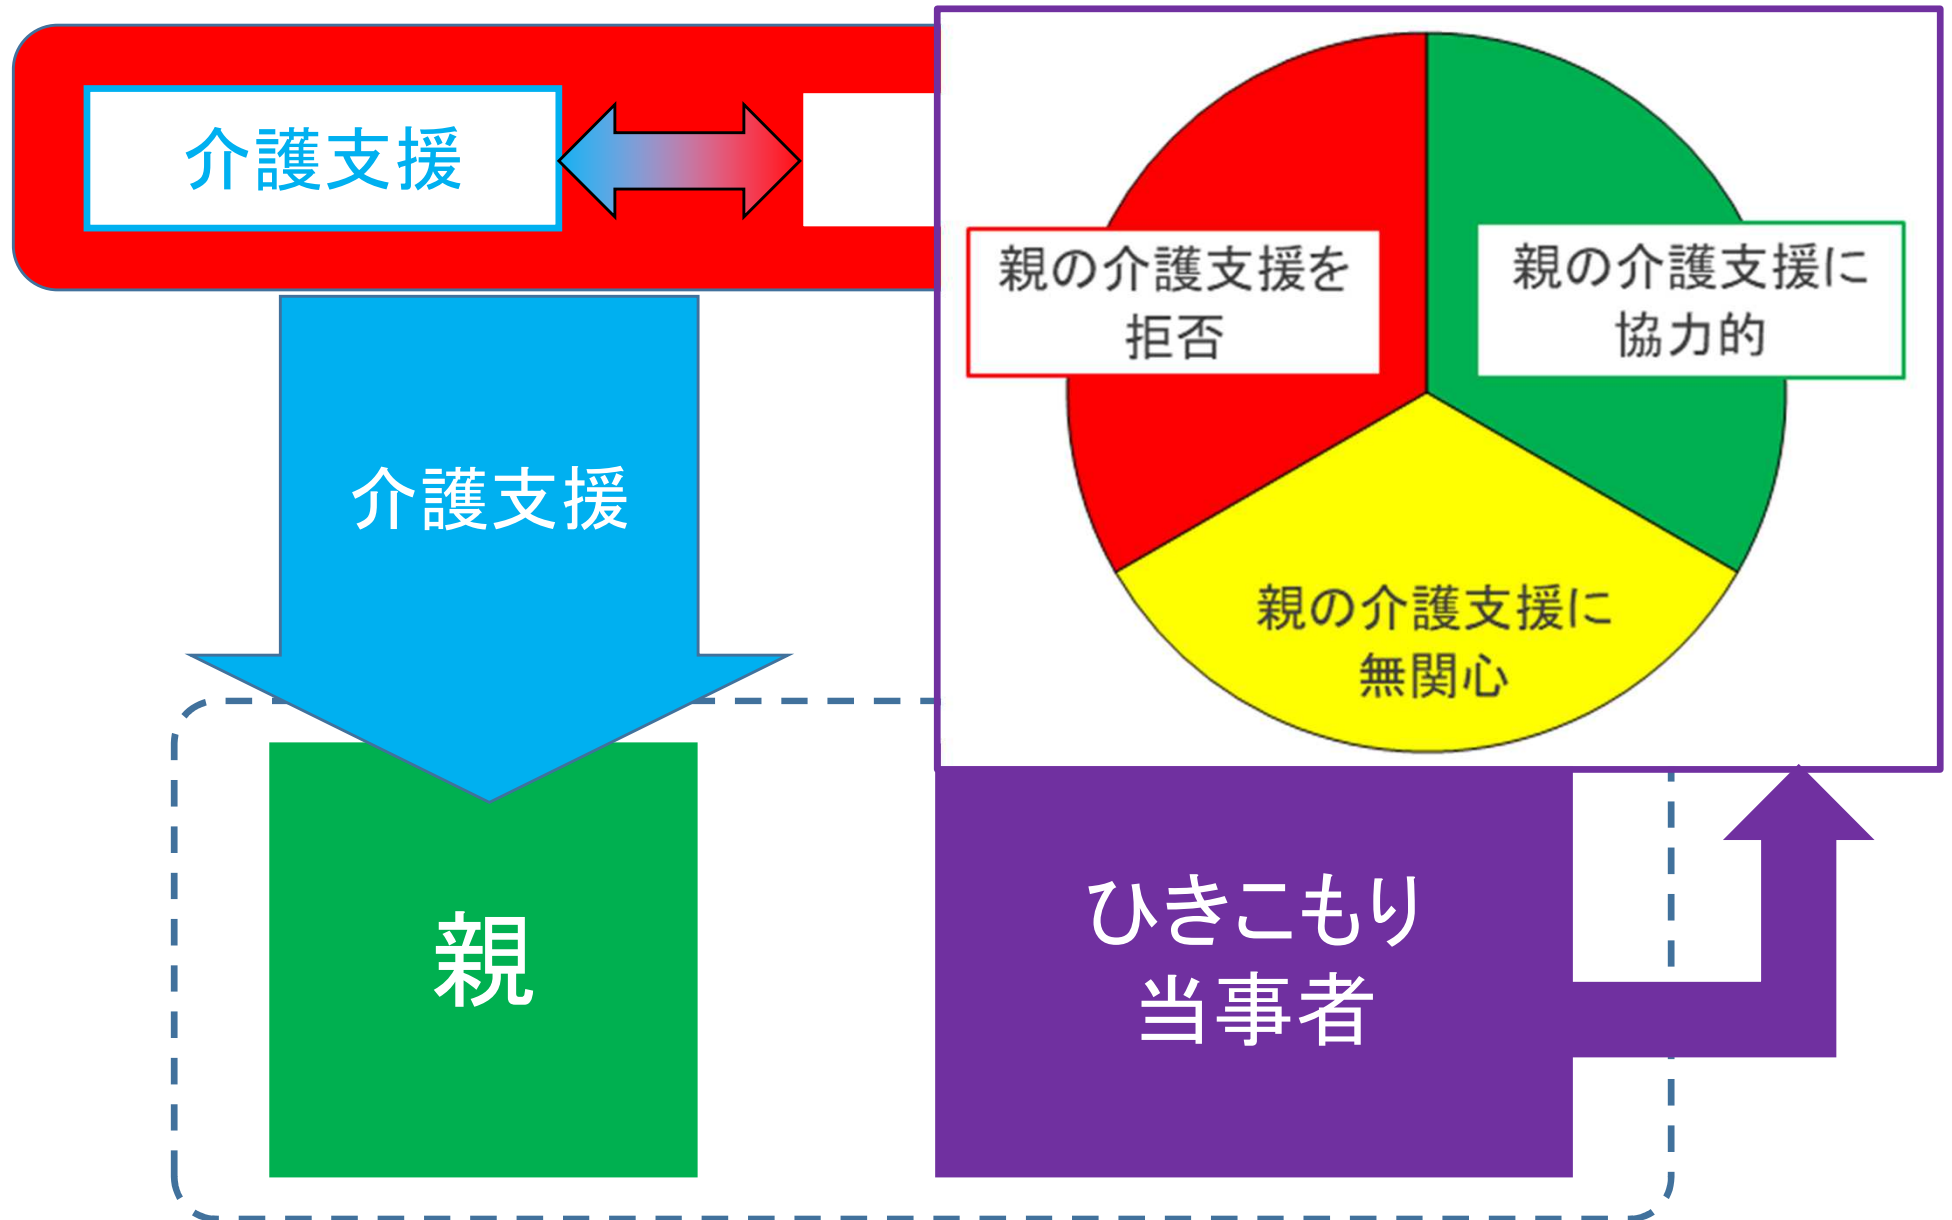 介護支援
親の介護支援を
拒否
親の介護支援に
協力的
親の介護支援に
無関心
介護支援
親
ひきこもり
当事者